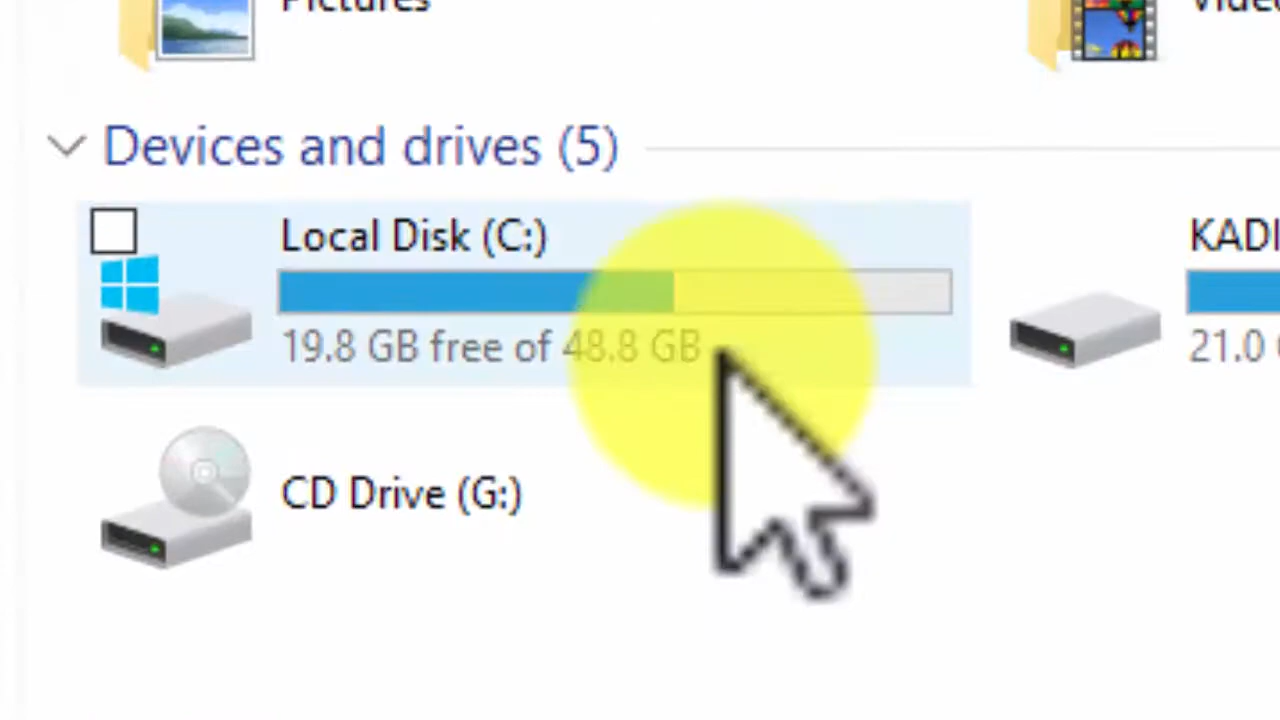 Pictures
Devices and drives (5)
Local Disk (C:)
19.8 GB free of 48.8 GB
CD Drive (G:)
21.0